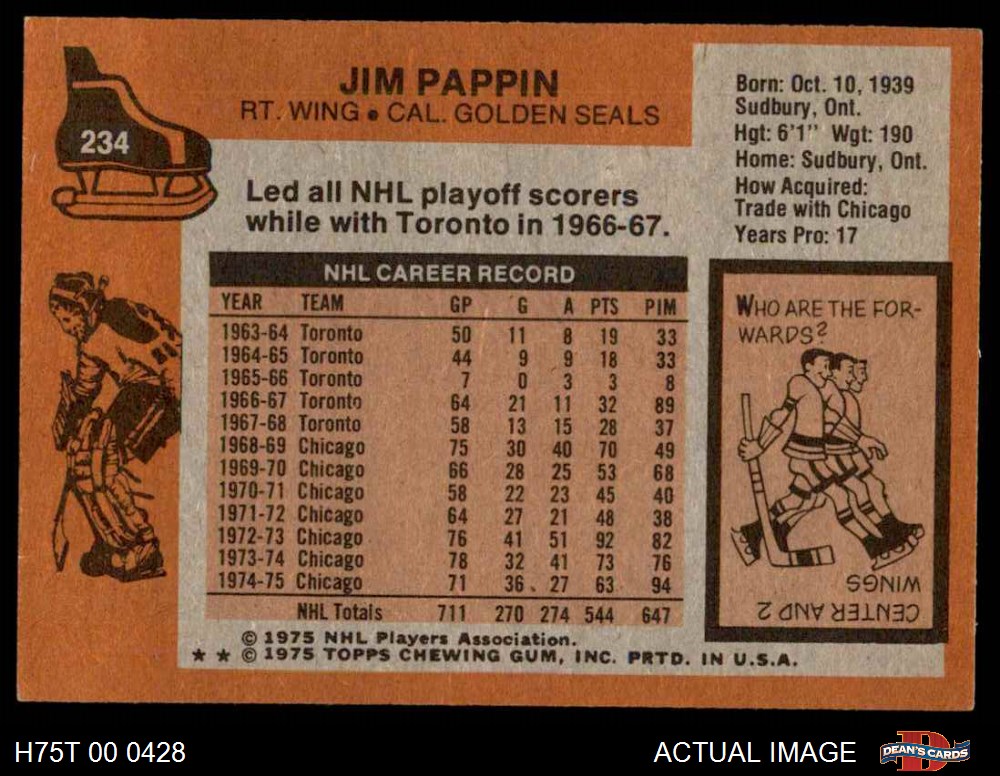 234
JIM PAPPIN
RT. WING • CAL. GOLDEN SEALS
Born: Oct. 10, 1939
Sudbury, Ont.
Hgt: 6'1" Wgt: 190
Home: Sudbury, Ont.
How Acquired:
Trade with Chicago
Years Pro: 17
Led all NHL playoff scorers
while with Toronto in 1966-67.
NHL CAREER RECORD
YEAR TEAM GP G A PTS PIM
1963-64 Toronto 50 11 8 19 33
1964-65 Toronto 44 9 9 18 33
1965-66 Toronto 7 0 3 3 8
1966-67 Toronto 64 21 11 32 89
1967-68 Toronto 58 13 15 28 37
1968-69 Chicago 75 30 40 70 49
1969-70 Chicago 66 28 25 53 68
1970-71 Chicago 58 22 23 45 40
1971-72 Chicago 64 27 21 48 38
1972-73 Chicago 76 41 51 92 82
1973-74 Chicago 78 32 41 73 76
1974-75 Chicago 71 36 27 63 94
NHL Totals 711 270 274 544 647
WHO ARE THE FOR-
WARDS?
CENTER AND 2
WINGS
© 1975 NHL Players Association.
★ ★ © 1975 TOPPS CHEWING GUM, INC. PRTD. IN U.S.A.
H75T 00 0428
ACTUAL IMAGE
D
DEAN'S CARDS